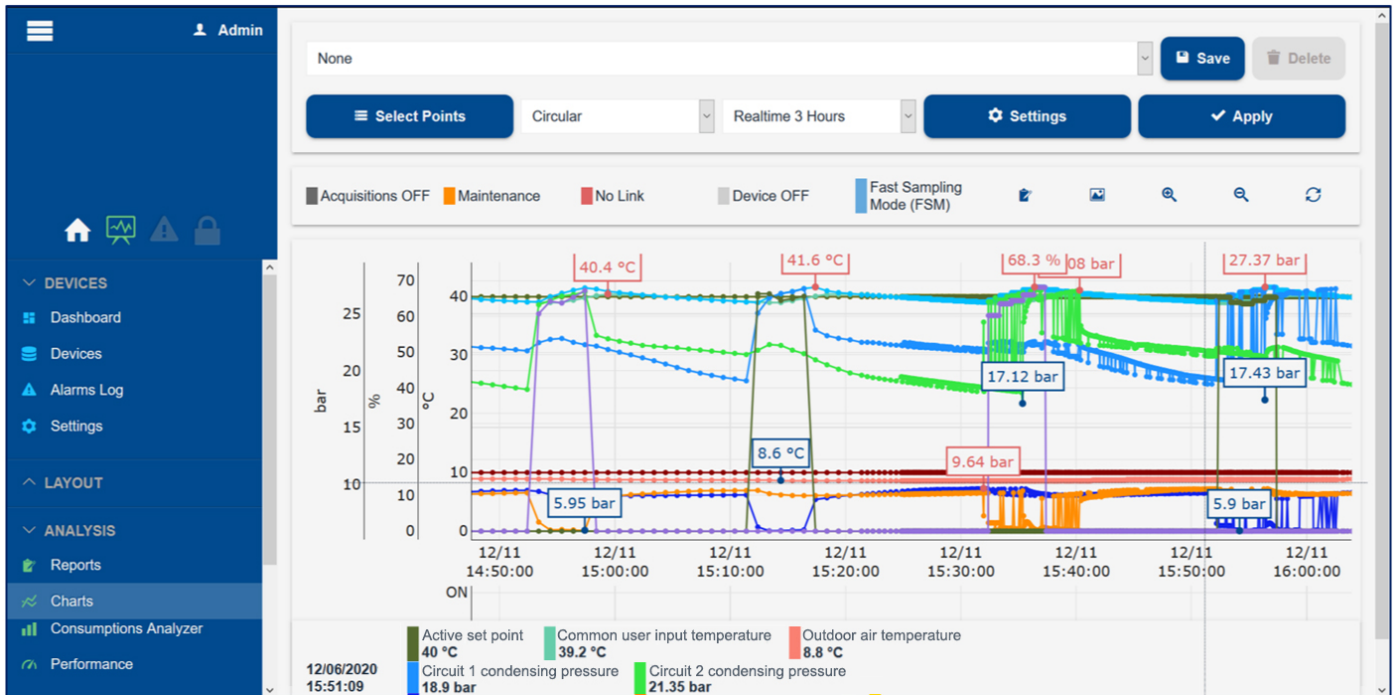 Admin
None
Save
Delete
Select Points
Circular
Realtime 3 Hours
Settings
Apply
Acquisitions OFF
Maintenance
No Link
Device OFF
Fast Sampling
Mode (FSM)
DEVICES
Dashboard
Devices
Alarms Log
Settings
LAYOUT
ANALYSIS
Reports
Charts
Consumptions Analyzer
Performance
bar
25
20
15
10
%
70
60
50
40
30
20
10
0
°C
40
30
20
10
0
40.4 °C
41.6 °C
68.3 %
08 bar
27.37 bar
17.12 bar
17.43 bar
8.6 °C
9.64 bar
5.95 bar
5.9 bar
12/11
14:50:00
12/11
15:00:00
12/11
15:10:00
12/11
15:20:00
12/11
15:30:00
12/11
15:40:00
12/11
15:50:00
12/11
16:00:00
ON
12/06/2020
15:51:09
Active set point
40 °C
Common user input temperature
39.2 °C
Outdoor air temperature
8.8 °C
Circuit 1 condensing pressure
18.9 bar
Circuit 2 condensing pressure
21.35 bar